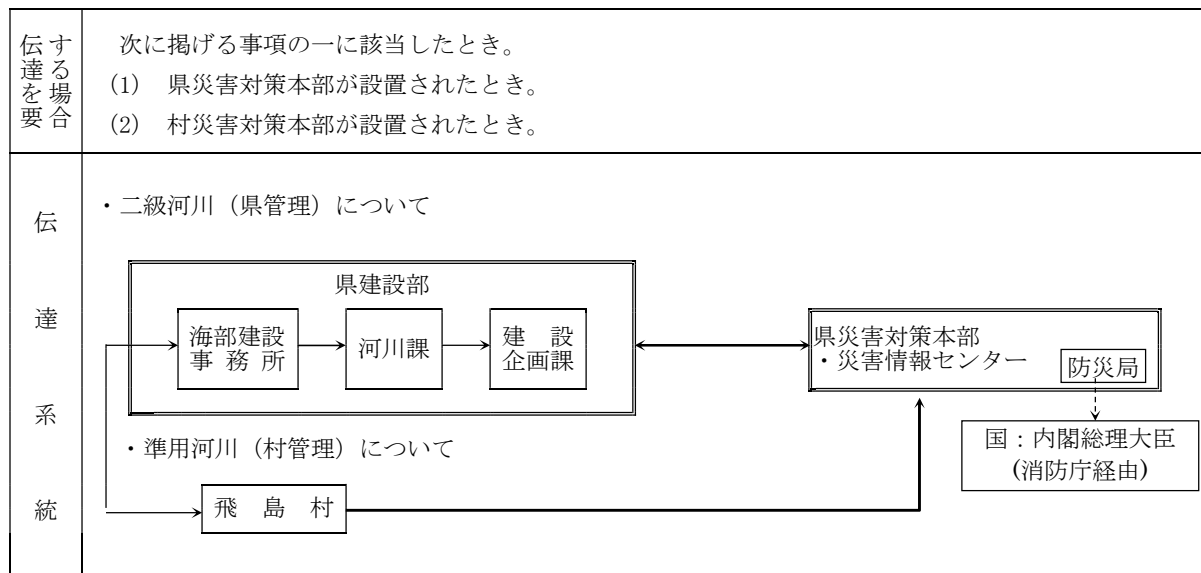 伝達を要
する場合
次に掲げる事項の一に該当したとき。
(1) 県災害対策本部が設置されたとき。
(2) 村災害対策本部が設置されたとき。
伝達系統
・二級河川（県管理）について
県建設部
海部建設
事務所
河川課
建設
企画課
県災害対策本部
・災害情報センター
防災局
国：内閣総理大臣
(消防庁経由)
・準用河川（村管理）について
飛島村